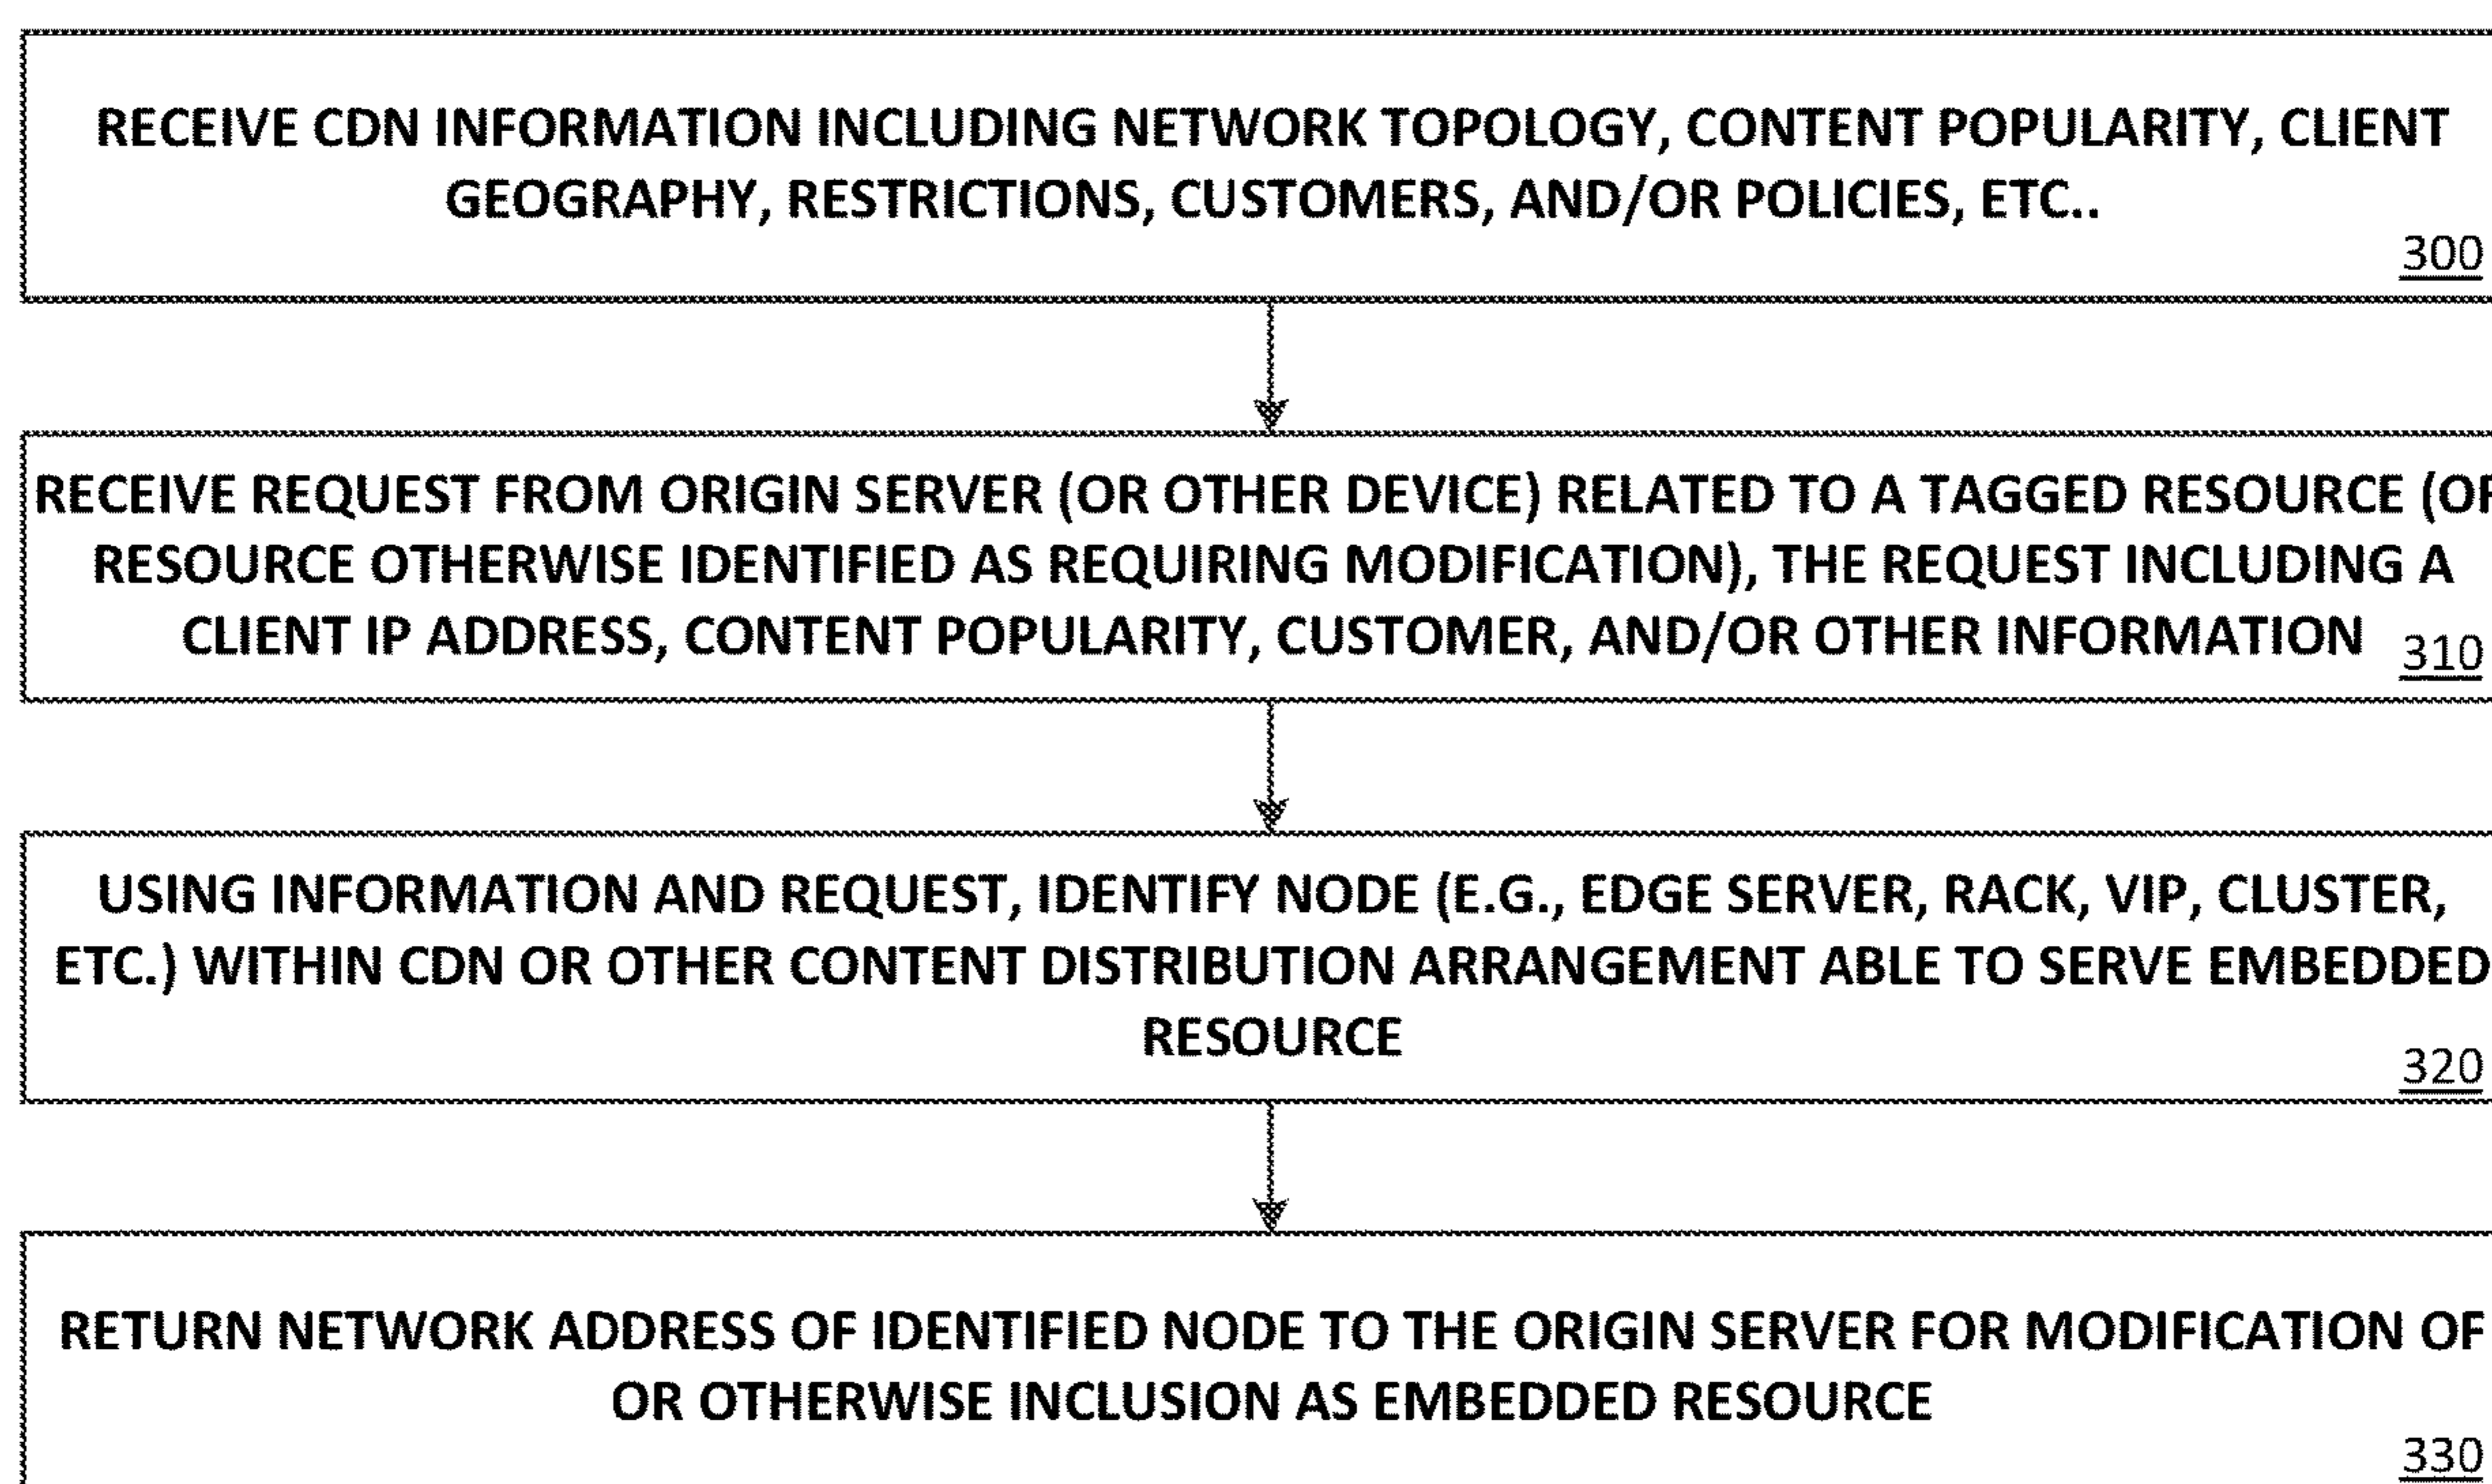 RECEIVE CDN INFORMATION INCLUDING NETWORK TOPOLOGY, CONTENT POPULARITY, CLIENT
GEOGRAPHY, RESTRICTIONS, CUSTOMERS, AND/OR POLICIES, ETC..
300
RECEIVE REQUEST FROM ORIGIN SERVER (OR OTHER DEVICE) RELATED TO A TAGGED RESOURCE (OR
RESOURCE OTHERWISE IDENTIFIED AS REQUIRING MODIFICATION), THE REQUEST INCLUDING A
CLIENT IP ADDRESS, CONTENT POPULARITY, CUSTOMER, AND/OR OTHER INFORMATION
310
USING INFORMATION AND REQUEST, IDENTIFY NODE (E.G., EDGE SERVER, RACK, VIP, CLUSTER,
ETC.) WITHIN CDN OR OTHER CONTENT DISTRIBUTION ARRANGEMENT ABLE TO SERVE EMBEDDED
RESOURCE
320
RETURN NETWORK ADDRESS OF IDENTIFIED NODE TO THE ORIGIN SERVER FOR MODIFICATION OF
OR OTHERWISE INCLUSION AS EMBEDDED RESOURCE
330